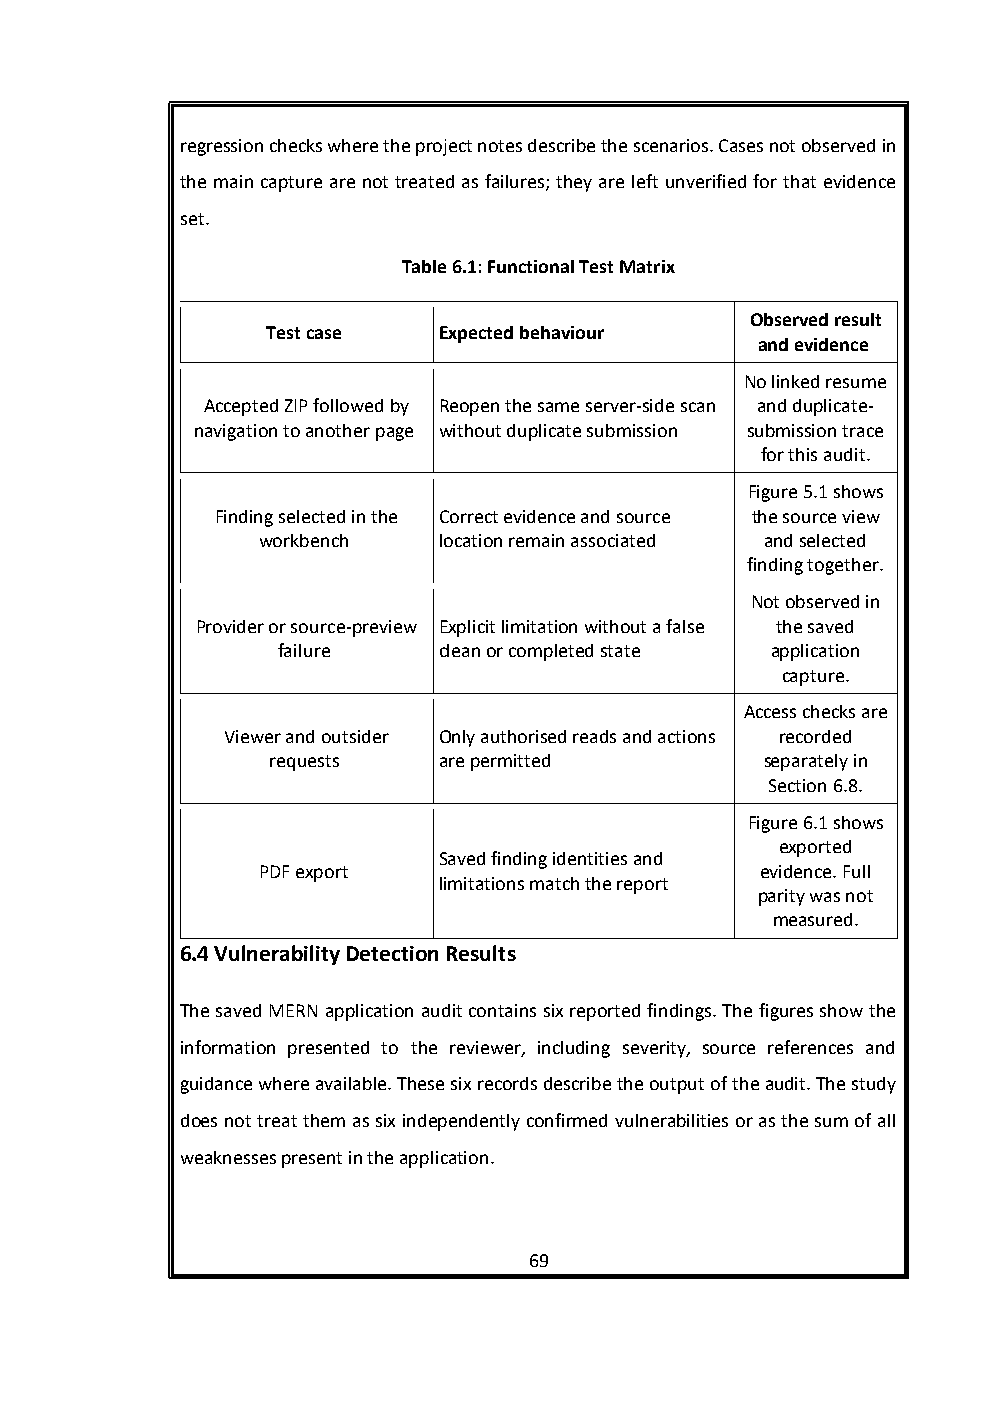 regression checks where the project notes describe the scenarios. Cases not observed in
the main capture are not treated as failures; they are left unverified for that evidence
set.
Table 6.1: Functional Test Matrix
Test case
Expected behaviour
Observed result
and evidence
Accepted ZIP followed by
navigation to another page
Reopen the same server-side scan
without duplicate submission
No linked resume
and duplicate-
submission trace
for this audit.
Finding selected in the
workbench
Correct evidence and source
location remain associated
Figure 5.1 shows
the source view
and selected
finding together.
Provider or source-preview
failure
Explicit limitation without a false
clean or completed state
Not observed in
the saved
application
capture.
Viewer and outsider
requests
Only authorised reads and actions
are permitted
Access checks are
recorded
separately in
Section 6.8.
PDF export
Saved finding identities and
limitations match the report
Figure 6.1 shows
exported
evidence. Full
parity was not
measured.
6.4 Vulnerability Detection Results
The saved MERN application audit contains six reported findings. The figures show the
information presented to the reviewer, including severity, source references and
guidance where available. These six records describe the output of the audit. The study
does not treat them as six independently confirmed vulnerabilities or as the sum of all
weaknesses present in the application.
69